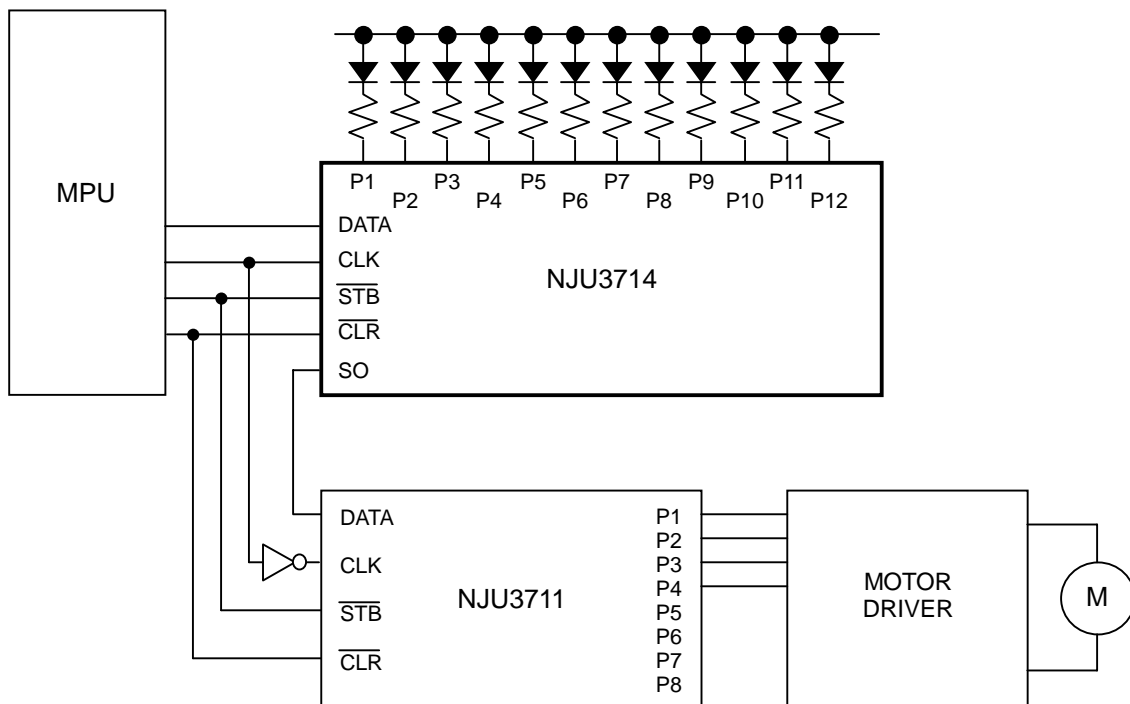 MPU
P1 P3 P5 P7 P9 P11
P2 P4 P6 P8 P10 P12
DATA
CLK
STB
CLR
SO
NJU3714
DATA
CLK
STB
CLR
NJU3711
P1
P2
P3
P4
P5
P6
P7
P8
MOTOR
DRIVER
M